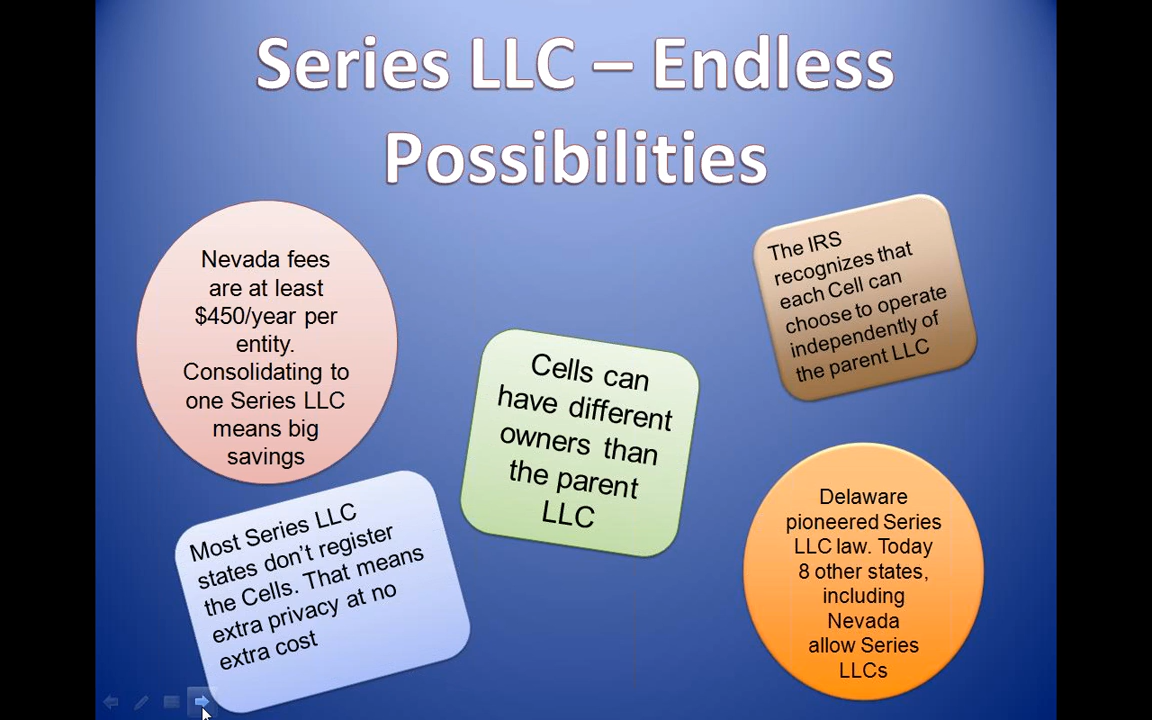 Series LLC – Endless
Possibilities
Nevada fees
are at least
$450/year per
entity.
Consolidating to
one Series LLC
means big
savings
The IRS
recognizes that
each Cell can
choose to operate
independently of
the parent LLC
Cells can
have different
owners than
the parent
LLC
Most Series LLC
states don’t register
the Cells. That means
extra privacy at no
extra cost
Delaware
pioneered Series
LLC law. Today
8 other states,
including
Nevada
allow Series
LLCs